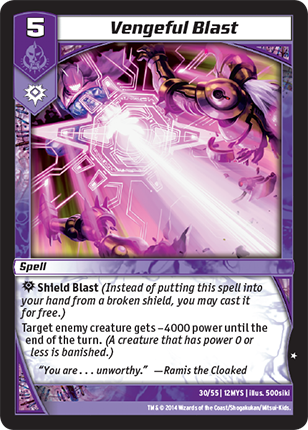 5
Vengeful Blast
Spell
Shield Blast (Instead of putting this spell into
your hand from a broken shield, you may cast it
for free.)
Target enemy creature gets –4000 power until the
end of the turn. (A creature that has power 0 or
less is banished.)
"You are . . . unworthy." —Ramis the Cloaked
30/55 | 12MYS | Illus. 500siki
TM & © 2014 Wizards of the Coast/Shogakukan/Mitsui-Kids.